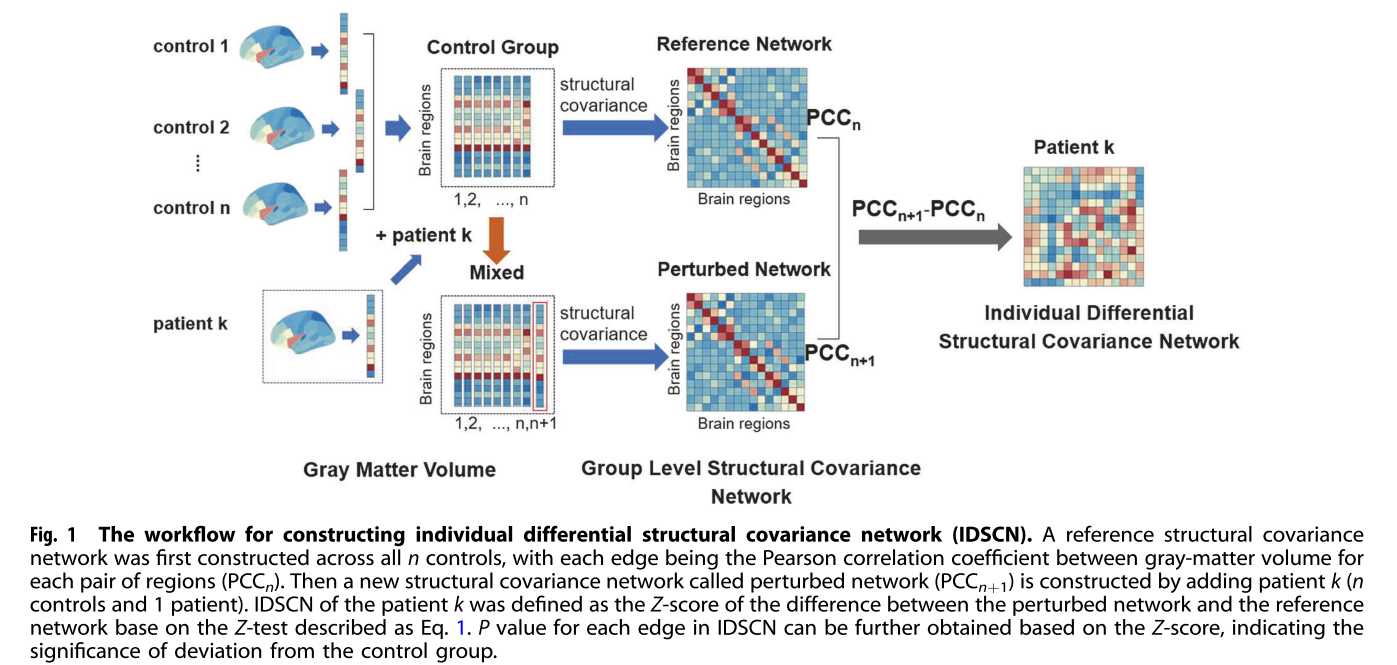 control 1
control 2
⋮
control n
patient k
+ patient k
Control Group
Brain regions
1,2, ..., n
Mixed
Brain regions
1,2, ..., n,n+1
structural
covariance
structural
covariance
Reference Network
Brain regions
Brain regions
PCCn
Perturbed Network
Brain regions
Brain regions
PCCn+1
PCCn+1-PCCn
Patient k
Individual Differential
Structural Covariance Network
Gray Matter Volume
Group Level Structural Covariance
Network
Fig. 1 The workflow for constructing individual differential structural covariance network (IDSCN). A reference structural covariance
network was first constructed across all n controls, with each edge being the Pearson correlation coefficient between gray-matter volume for
each pair of regions (PCCn). Then a new structural covariance network called perturbed network (PCCn+1) is constructed by adding patient k (n
controls and 1 patient). IDSCN of the patient k was defined as the Z-score of the difference between the perturbed network and the reference
network base on the Z-test described as Eq. 1. P value for each edge in IDSCN can be further obtained based on the Z-score, indicating the
significance of deviation from the control group.